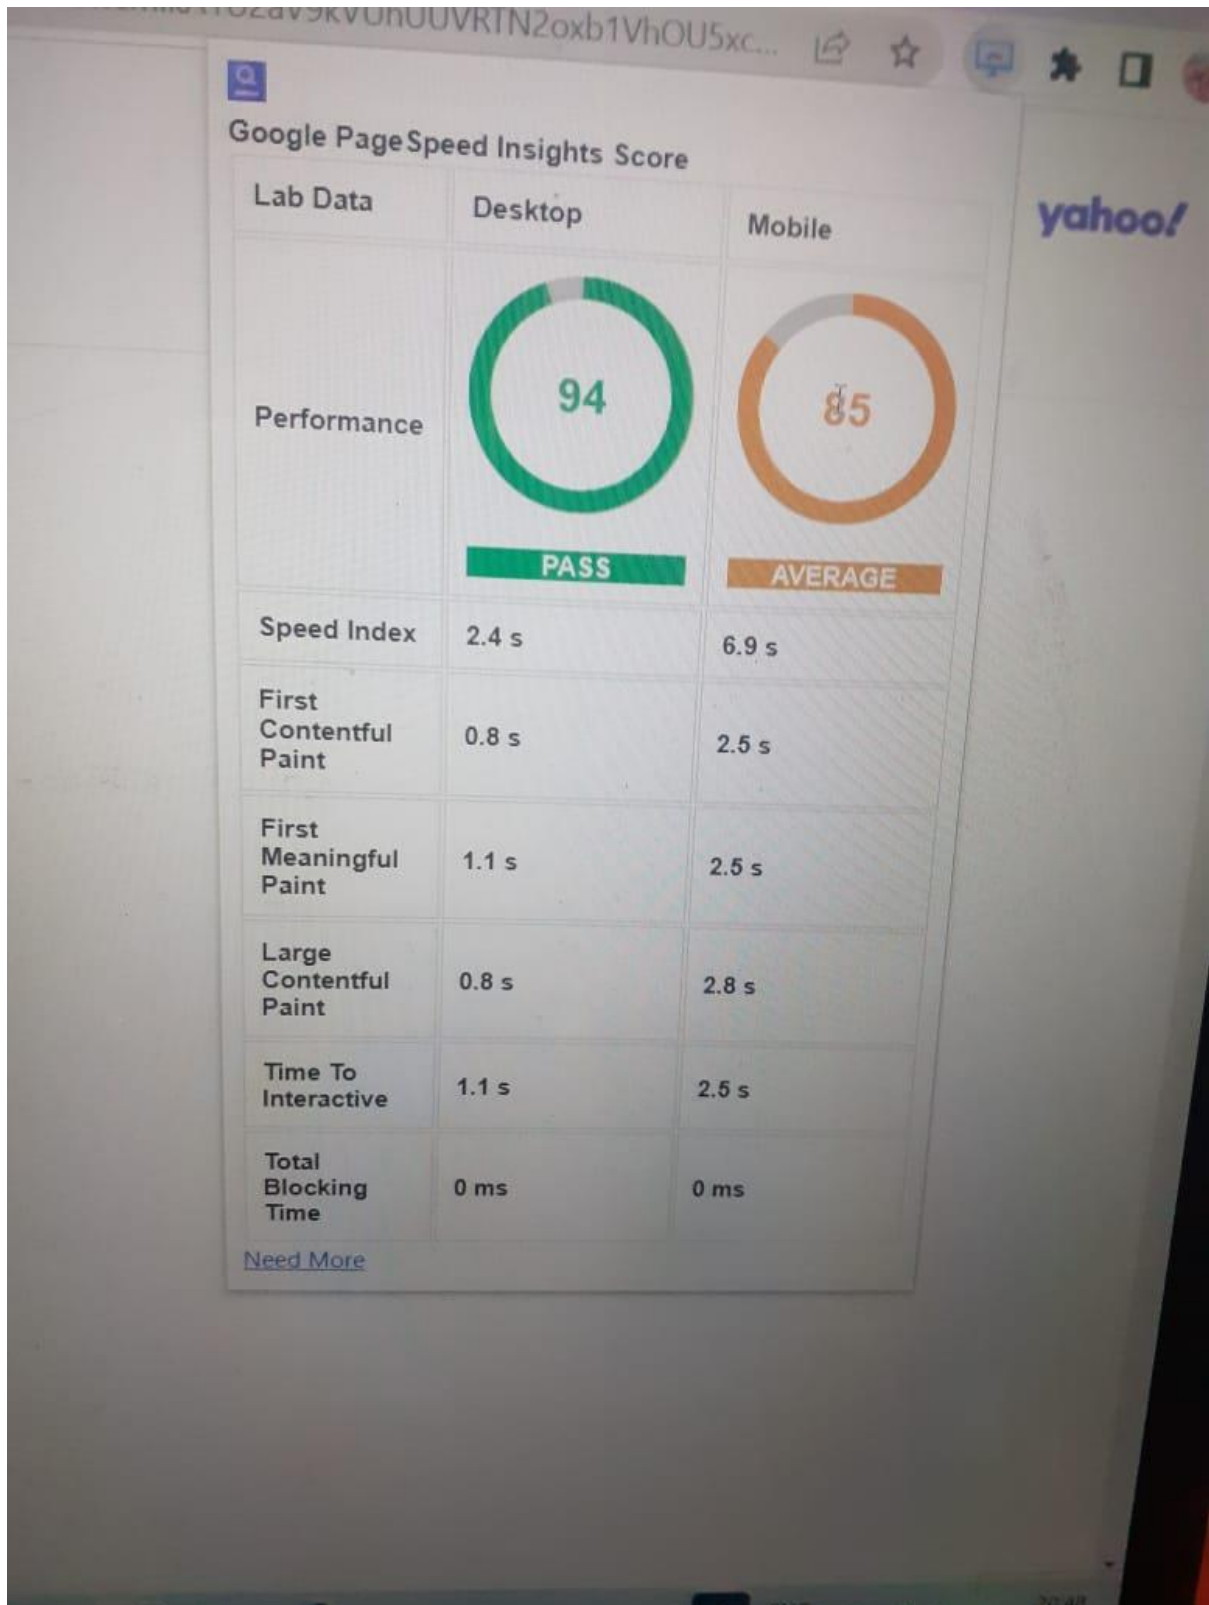 Google PageSpeed Insights Score
yahoo!
Lab Data Desktop Mobile
Performance 94 85
PASS AVERAGE
Speed Index 2.4 s 6.9 s
First
Contentful 0.8 s 2.5 s
Paint
First
Meaningful 1.1 s 2.5 s
Paint
Large
Contentful 0.8 s 2.8 s
Paint
Time To
Interactive 1.1 s 2.5 s
Total
Blocking 0 ms 0 ms
Time
Need More